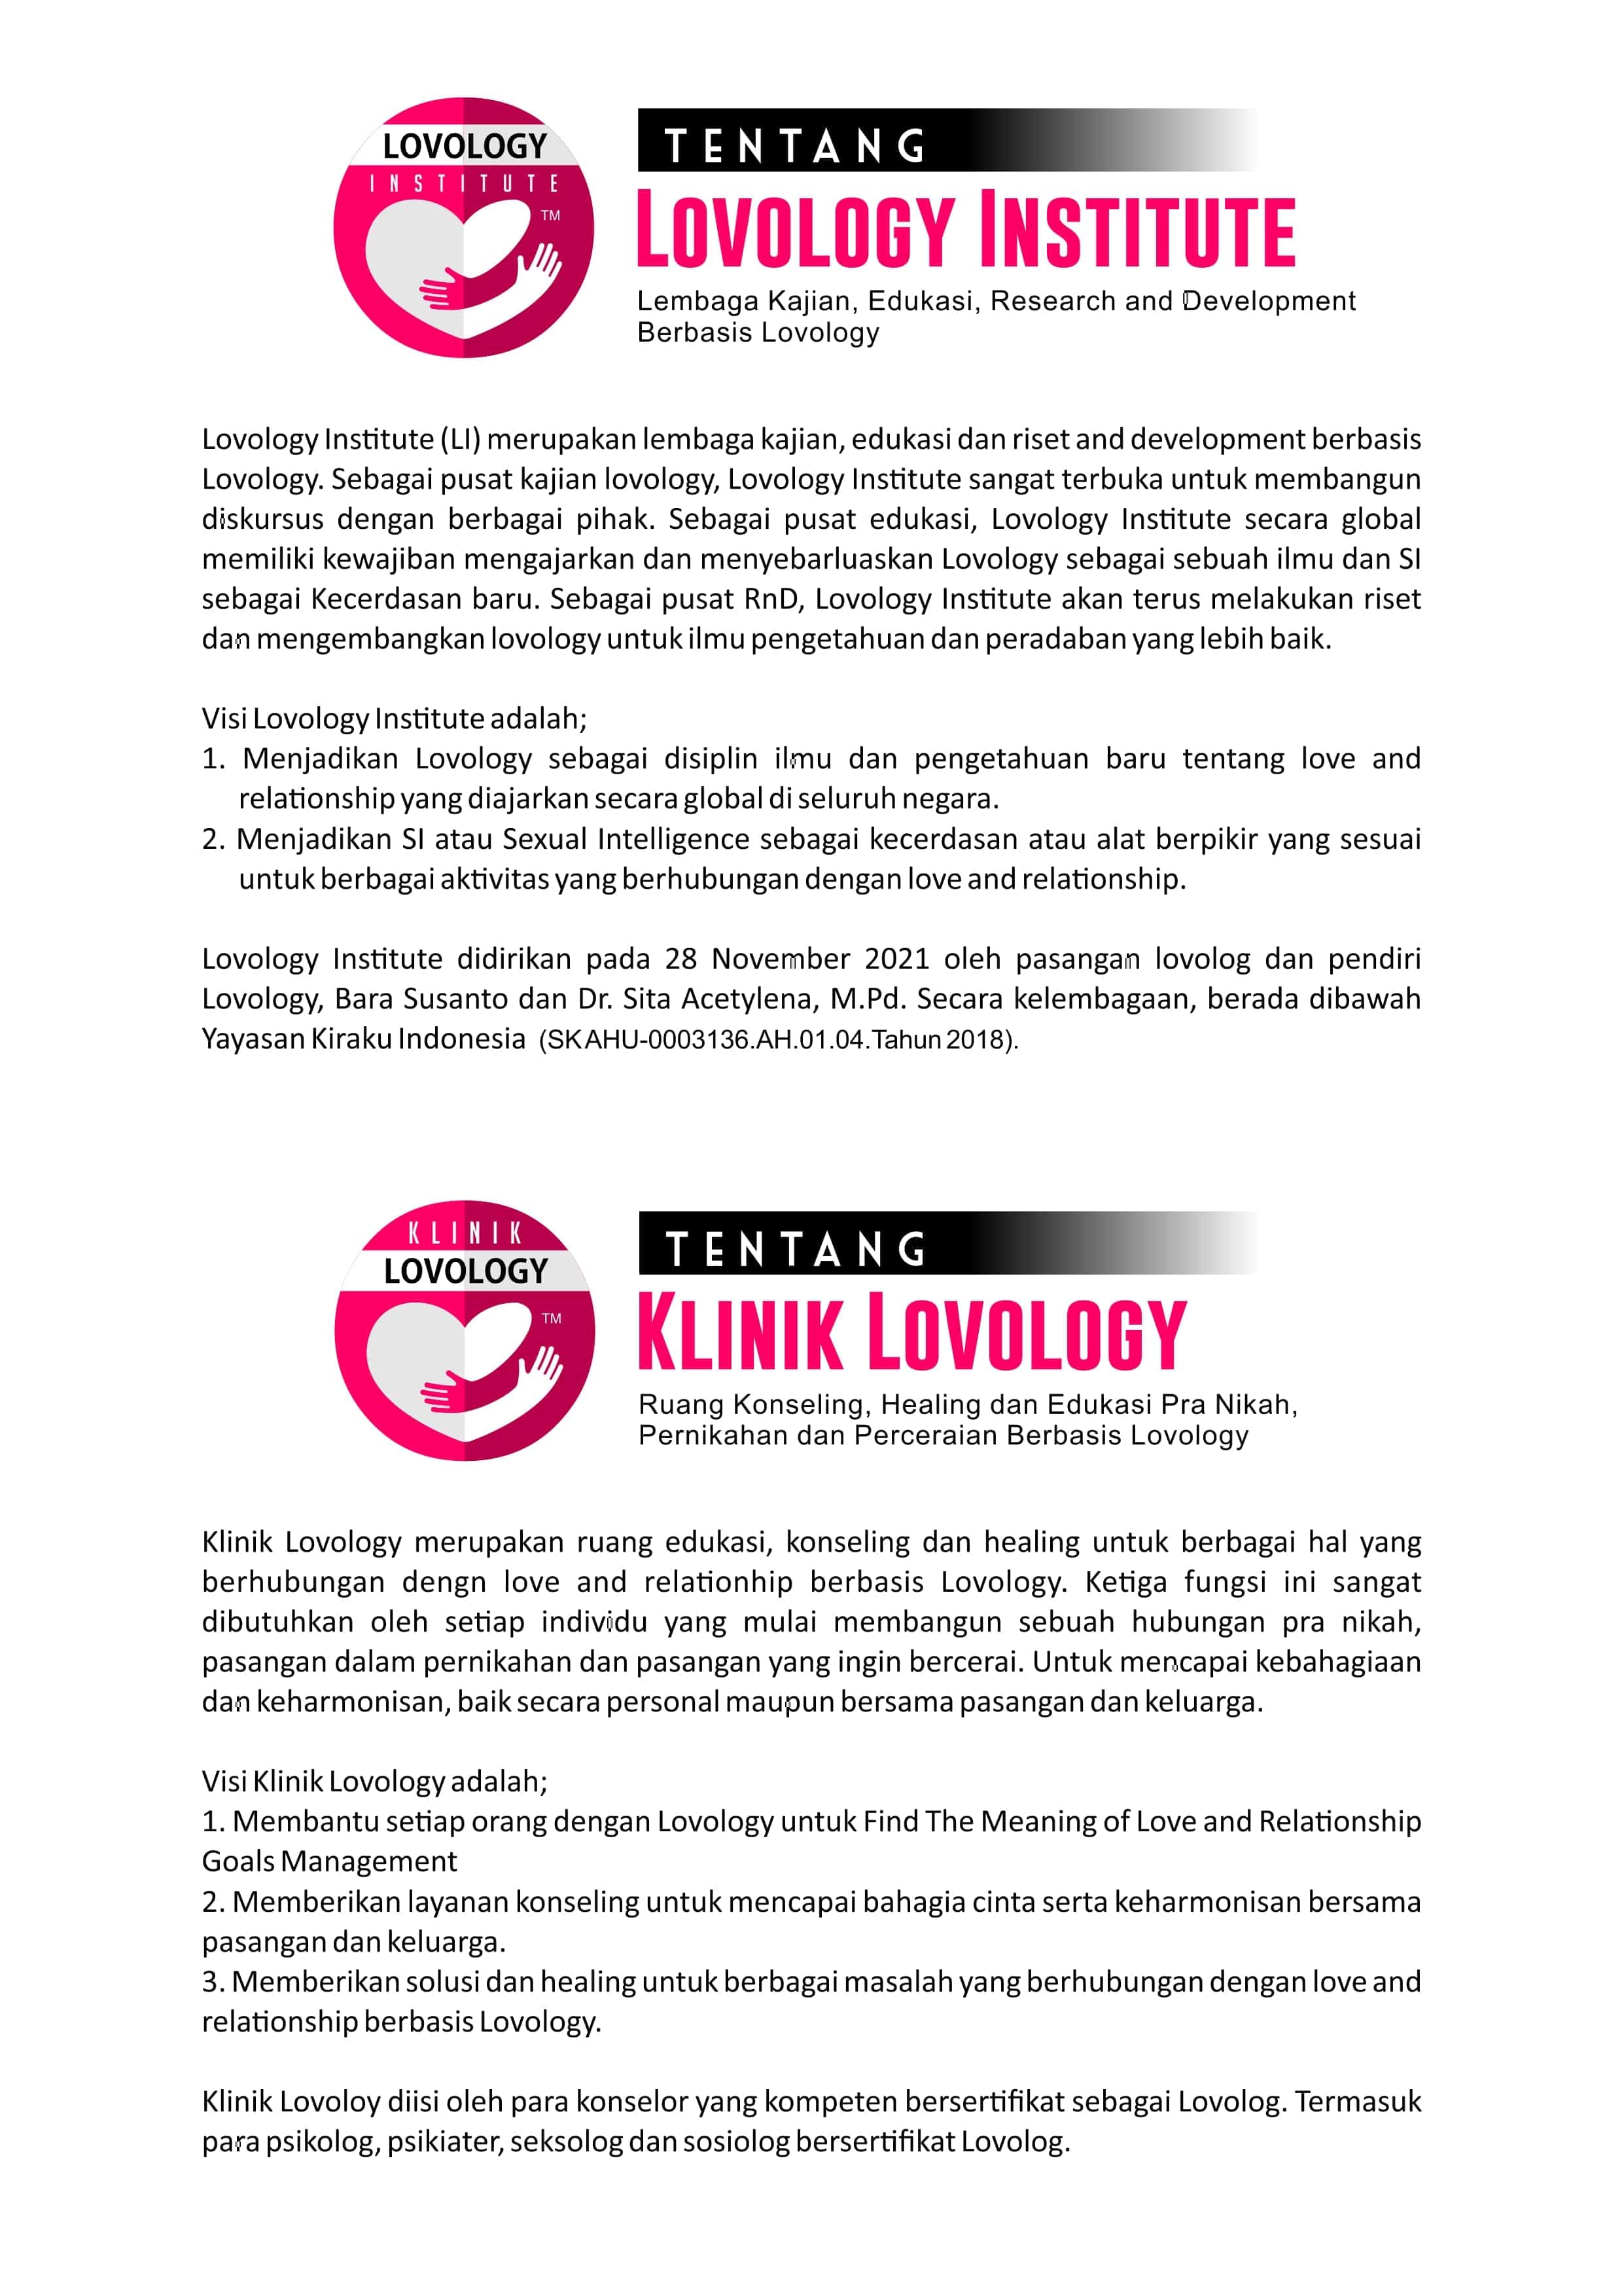 LOVOLOGY
INSTITUTE
TM
TENTANG
LOVOLOGY INSTITUTE
Lembaga Kajian, Edukasi, Research and Development
Berbasis Lovology
Lovology Institute (LI) merupakan lembaga kajian, edukasi dan riset and development berbasis
Lovology. Sebagai pusat kajian lovology, Lovology Institute sangat terbuka untuk membangun
diskursus dengan berbagai pihak. Sebagai pusat edukasi, Lovology Institute secara global
memiliki kewajiban mengajarkan dan menyebarluaskan Lovology sebagai sebuah ilmu dan SI
sebagai Kecerdasan baru. Sebagai pusat RnD, Lovology Institute akan terus melakukan riset
dan mengembangkan lovology untuk ilmu pengetahuan dan peradaban yang lebih baik.
Visi Lovology Institute adalah;
1. Menjadikan Lovology sebagai disiplin ilmu dan pengetahuan baru tentang love and
relationship yang diajarkan secara global di seluruh negara.
2. Menjadikan SI atau Sexual Intelligence sebagai kecerdasan atau alat berpikir yang sesuai
untuk berbagai aktivitas yang berhubungan dengan love and relationship.
Lovology Institute didirikan pada 28 November 2021 oleh pasangan lovolog dan pendiri
Lovology, Bara Susanto dan Dr. Sita Acetylena, M.Pd. Secara kelembagaan, berada dibawah
Yayasan Kiraku Indonesia (SK AHU-0003136.AH.01.04.Tahun 2018).
KLINIK
LOVOLOGY
TM
TENTANG
KLINIK LOVOLOGY
Ruang Konseling, Healing dan Edukasi Pra Nikah,
Pernikahan dan Perceraian Berbasis Lovology
Klinik Lovology merupakan ruang edukasi, konseling dan healing untuk berbagai hal yang
berhubungan dengn love and relationhip berbasis Lovology. Ketiga fungsi ini sangat
dibutuhkan oleh setiap individu yang mulai membangun sebuah hubungan pra nikah,
pasangan dalam pernikahan dan pasangan yang ingin bercerai. Untuk mencapai kebahagiaan
dan keharmonisan, baik secara personal maupun bersama pasangan dan keluarga.
Visi Klinik Lovology adalah;
1. Membantu setiap orang dengan Lovology untuk Find The Meaning of Love and Relationship
Goals Management
2. Memberikan layanan konseling untuk mencapai bahagia cinta serta keharmonisan bersama
pasangan dan keluarga.
3. Memberikan solusi dan healing untuk berbagai masalah yang berhubungan dengan love and
relationship berbasis Lovology.
Klinik Lovoloy diisi oleh para konselor yang kompeten bersertifikat sebagai Lovolog. Termasuk
para psikolog, psikiater, seksolog dan sosiolog bersertifikat Lovolog.